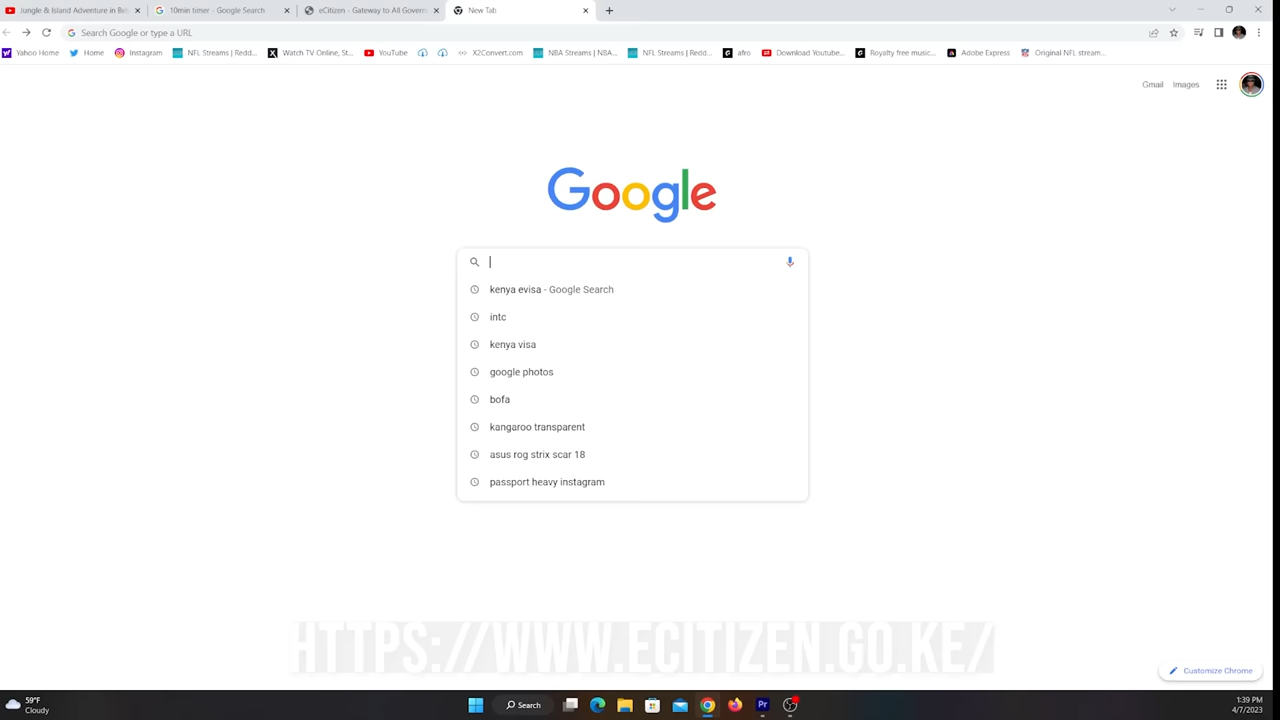 Jungle & Island Adventure in Beli
10min timer - Google Search
eCitizen - Gateway to All Governm
New Tab
Search Google or type a URL
Yahoo Home
Home
Instagram
NFL Streams | Redd...
Watch TV Online, St...
YouTube
X2Convert.com
NBA Streams | NBA...
NFL Streams | Redd...
afro
Download Youtube...
Royalty free music...
Adobe Express
Original NFL stream...
Gmail
Images
Google
kenya evisa - Google Search
intc
kenya visa
google photos
bofa
kangaroo transparent
asus rog strix scar 18
passport heavy instagram
HTTPS://WWW.ECITIZEN.GO.KE/
Customize Chrome
59°F
Cloudy
Search
Pr
1:39 PM
4/7/2023